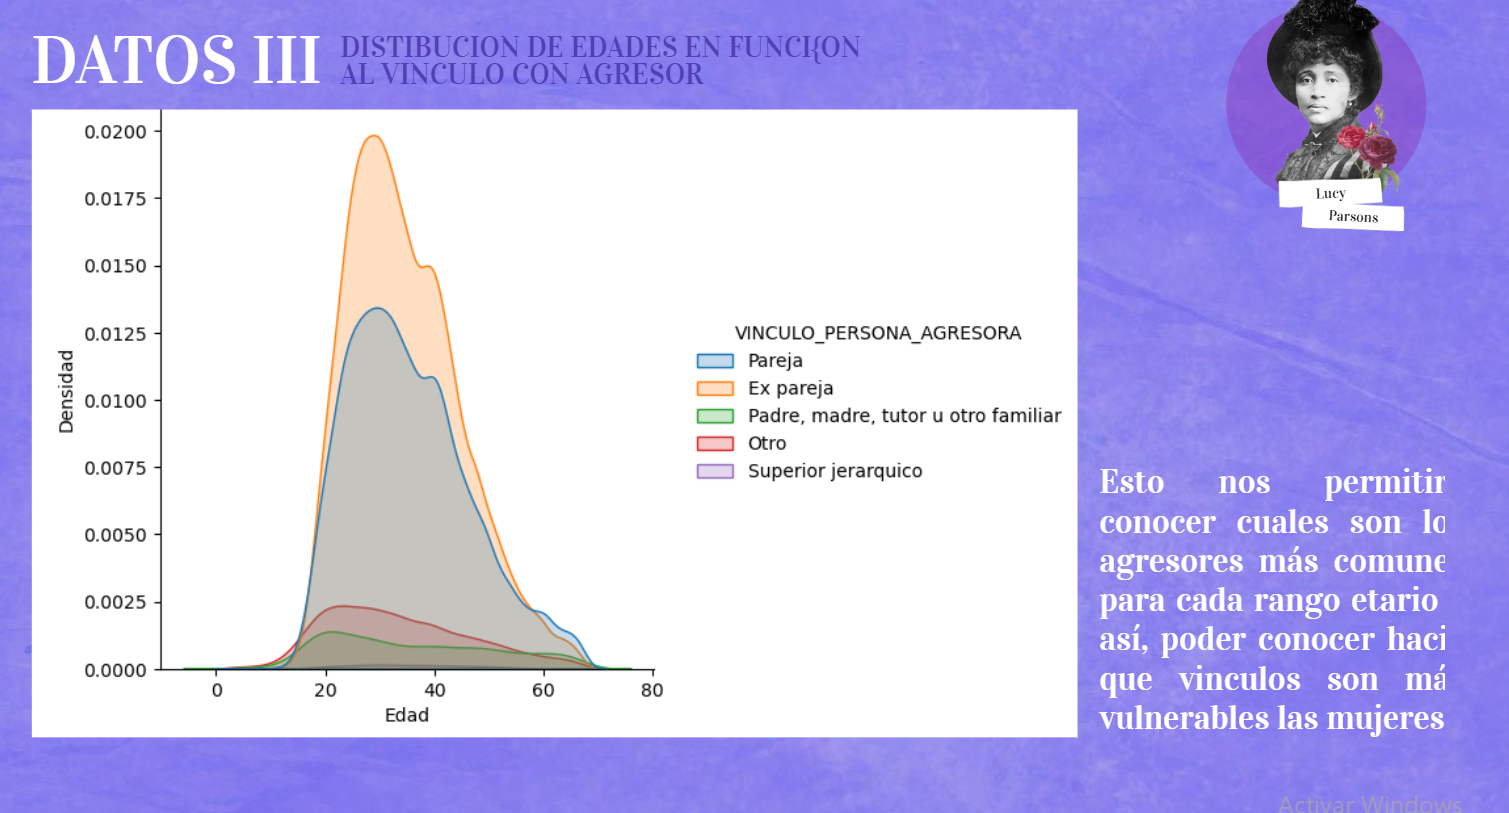 DATOS III
DISTIBUCION DE EDADES EN FUNCI{ON
AL VINCULO CON AGRESOR
Lucy
Parsons
0.0200
0.0175
0.0150
0.0125
0.0100
0.0075
0.0050
0.0025
0.0000
Densidad
0 20 40 60 80
Edad
VINCULO_PERSONA_AGRESORA
Pareja
Ex pareja
Padre, madre, tutor u otro familiar
Otro
Superior jerarquico
Esto nos permitir
conocer cuales son lo
agresores más comune
para cada rango etario
así, poder conocer haci
que vinculos son má
vulnerables las mujeres
Activar Windows